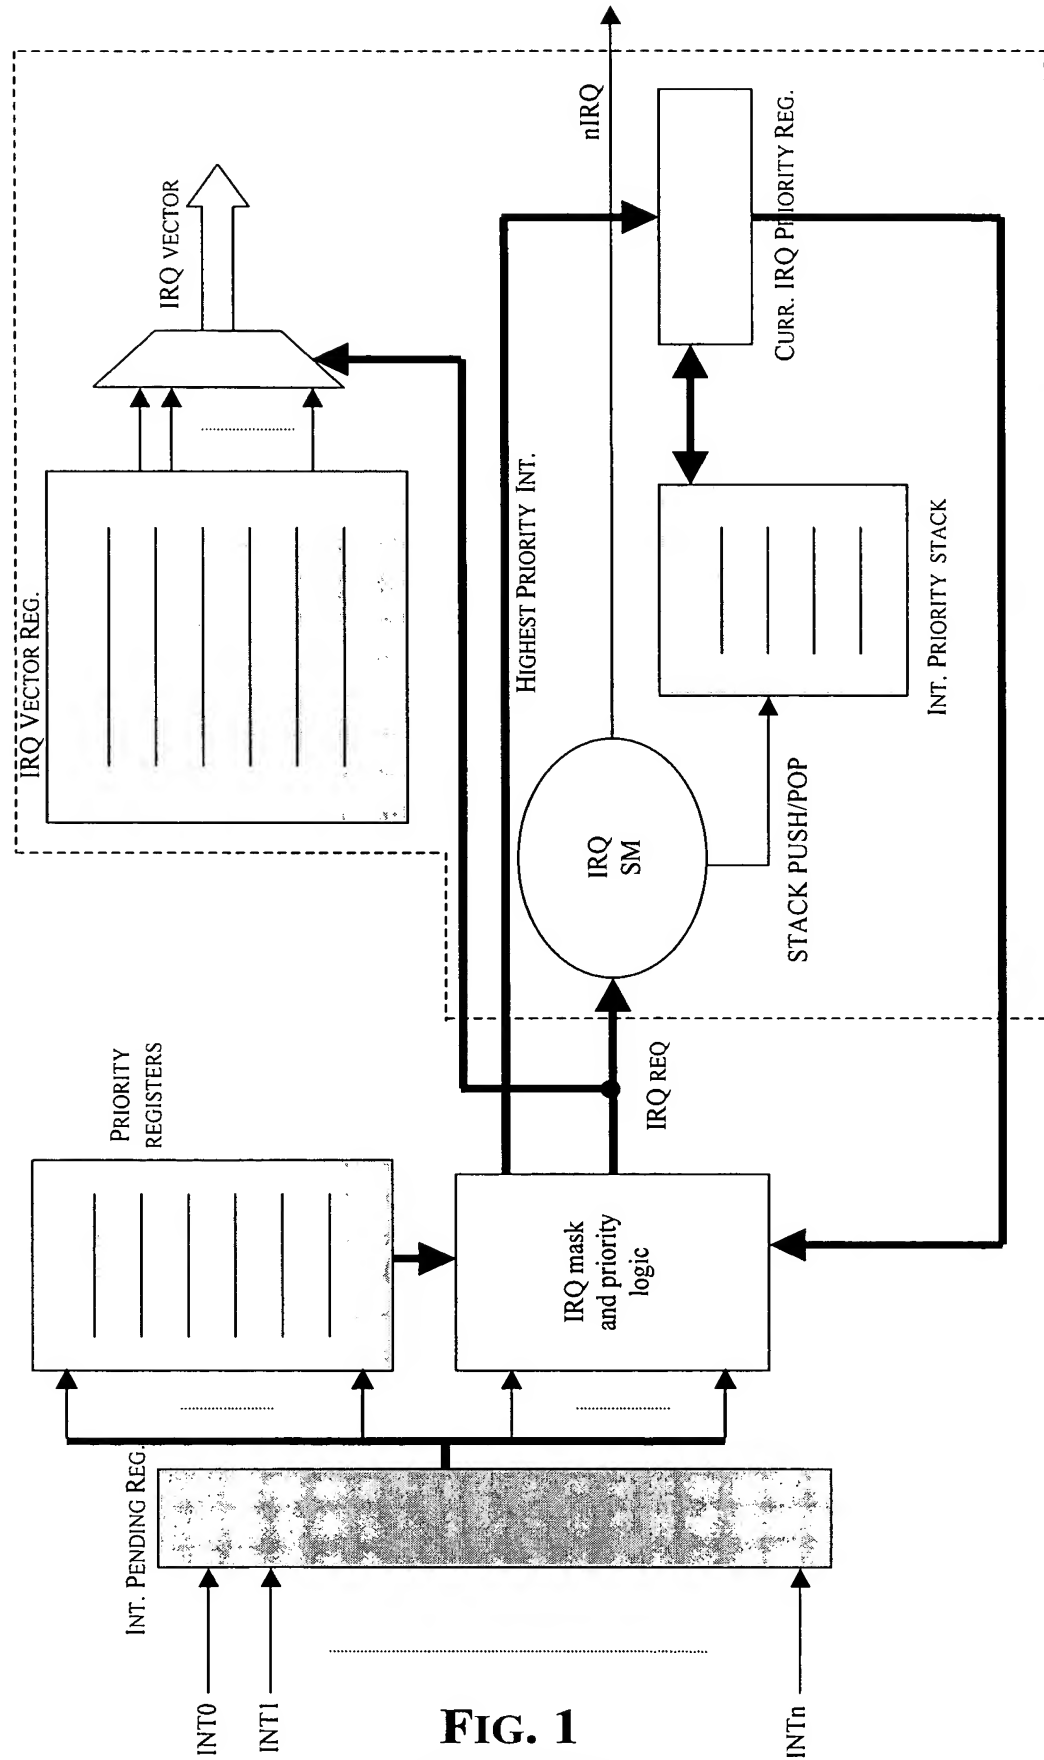 nIRQ
IRQ VECTOR
CURR. IRQ PRIORITY REG.
IRQ VECTOR REG.
HIGHEST PRIORITY INT.
INT. PRIORITY STACK
IRQ
SM
STACK PUSH/POP
PRIORITY
REGISTERS
IRQ REQ
IRQ mask
and priority
logic
INT. PENDING REG.
INT0
INT1
INTn
FIG. 1